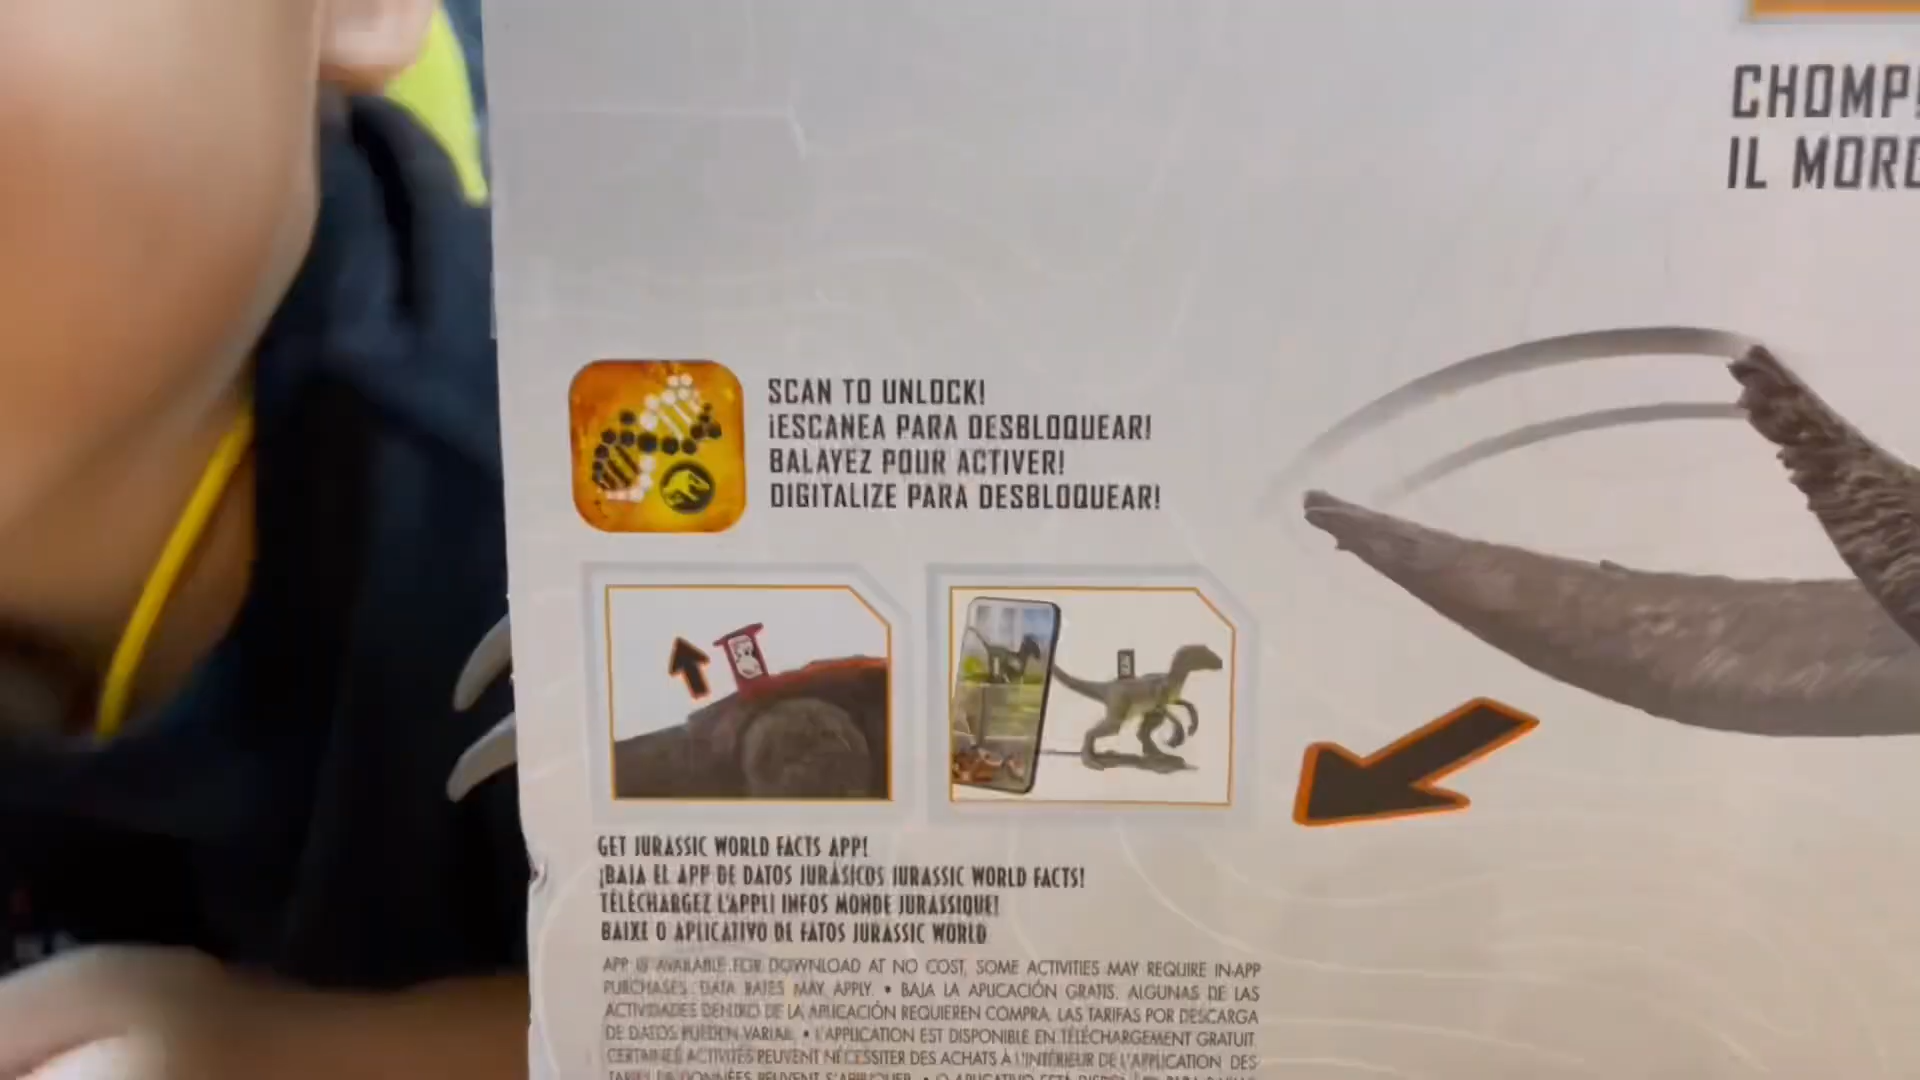 CHOMP!
SCAN TO UNLOCK!
¡ESCANEA PARA DESBLOQUEAR!
BALAYEZ POUR ACTIVER!
DIGITALIZE PARA DESBLOQUEAR!
GET JURASSIC WORLD FACTS APP!
¡BAJA EL APP DE DATOS JURÁSICOS JURASSIC WORLD FACTS!
TÉLÉCHARGEZ L'APPLI INFOS MONDE JURASSIQUE!
BAIXE O APLICATIVO DE FATOS JURASSIC WORLD
APP IS AVAILABLE FOR DOWNLOAD AT NO COST, SOME ACTIVITIES MAY REQUIRE IN-APP
PURCHASES. DATA RATES MAY APPLY. • BAJA LA APLICACIÓN GRATIS. ALGUNAS DE LAS
ACTIVIDADES DENTRO DE LA APLICACIÓN REQUIEREN COMPRA. LAS TARIFAS POR DESCARGA
DE DATOS PUEDEN VARIAR. • L'APPLICATION EST DISPONIBLE EN TÉLÉCHARGEMENT GRATUIT.
CERTAINES ACTIVITÉS PEUVENT NÉCESSITER DES ACHATS À L'INTÉRIEUR DE L'APPLICATION. DES